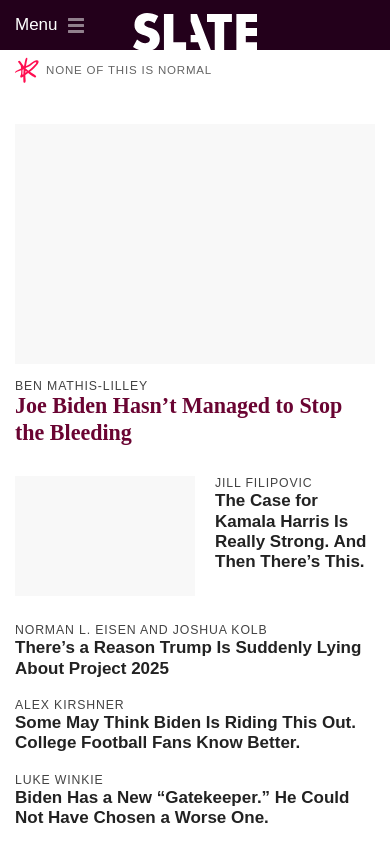 Menu
SLATE
NONE OF THIS IS NORMAL
BEN MATHIS-LILLEY
Joe Biden Hasn’t Managed to Stop
the Bleeding
JILL FILIPOVIC
The Case for
Kamala Harris Is
Really Strong. And
Then There’s This.
NORMAN L. EISEN AND JOSHUA KOLB
There’s a Reason Trump Is Suddenly Lying
About Project 2025
ALEX KIRSHNER
Some May Think Biden Is Riding This Out.
College Football Fans Know Better.
LUKE WINKIE
Biden Has a New “Gatekeeper.” He Could
Not Have Chosen a Worse One.